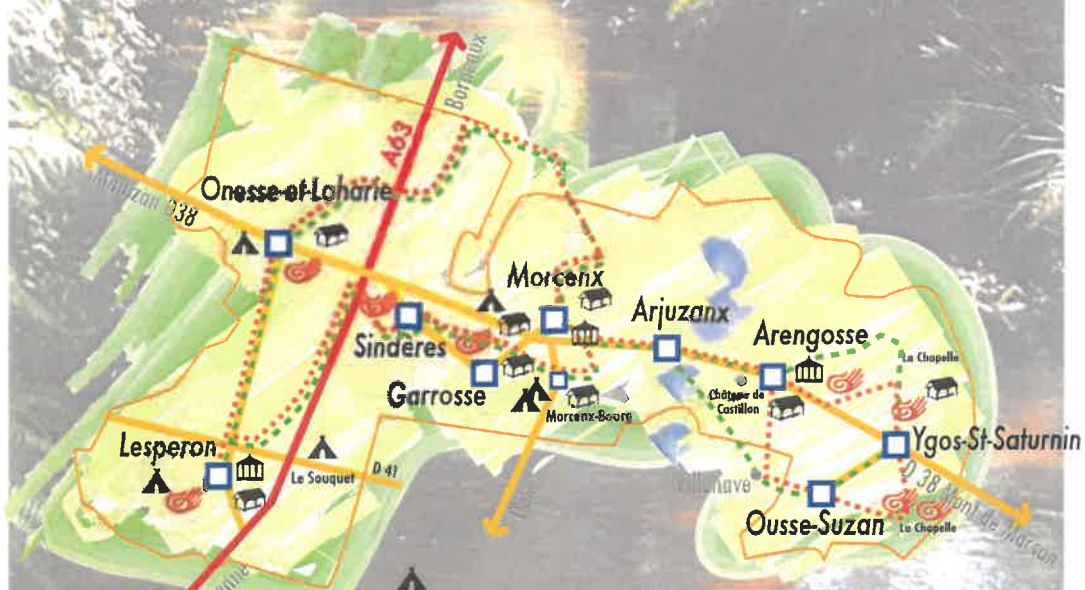 Bordeaux
A63
Mimizan D38
Onesse-et-Laharie
Morcenx
Arjuzanx
Arengosse
Sindères
La Chapelle
Garrosse
Château de
Castillon
Morcenx-Bourg
Lesperon
Ygos-St-Saturnin
Le Souquet
D 41
Villenave
D 38 Mont de Marsan
Ousse-Suzan
La Chapelle